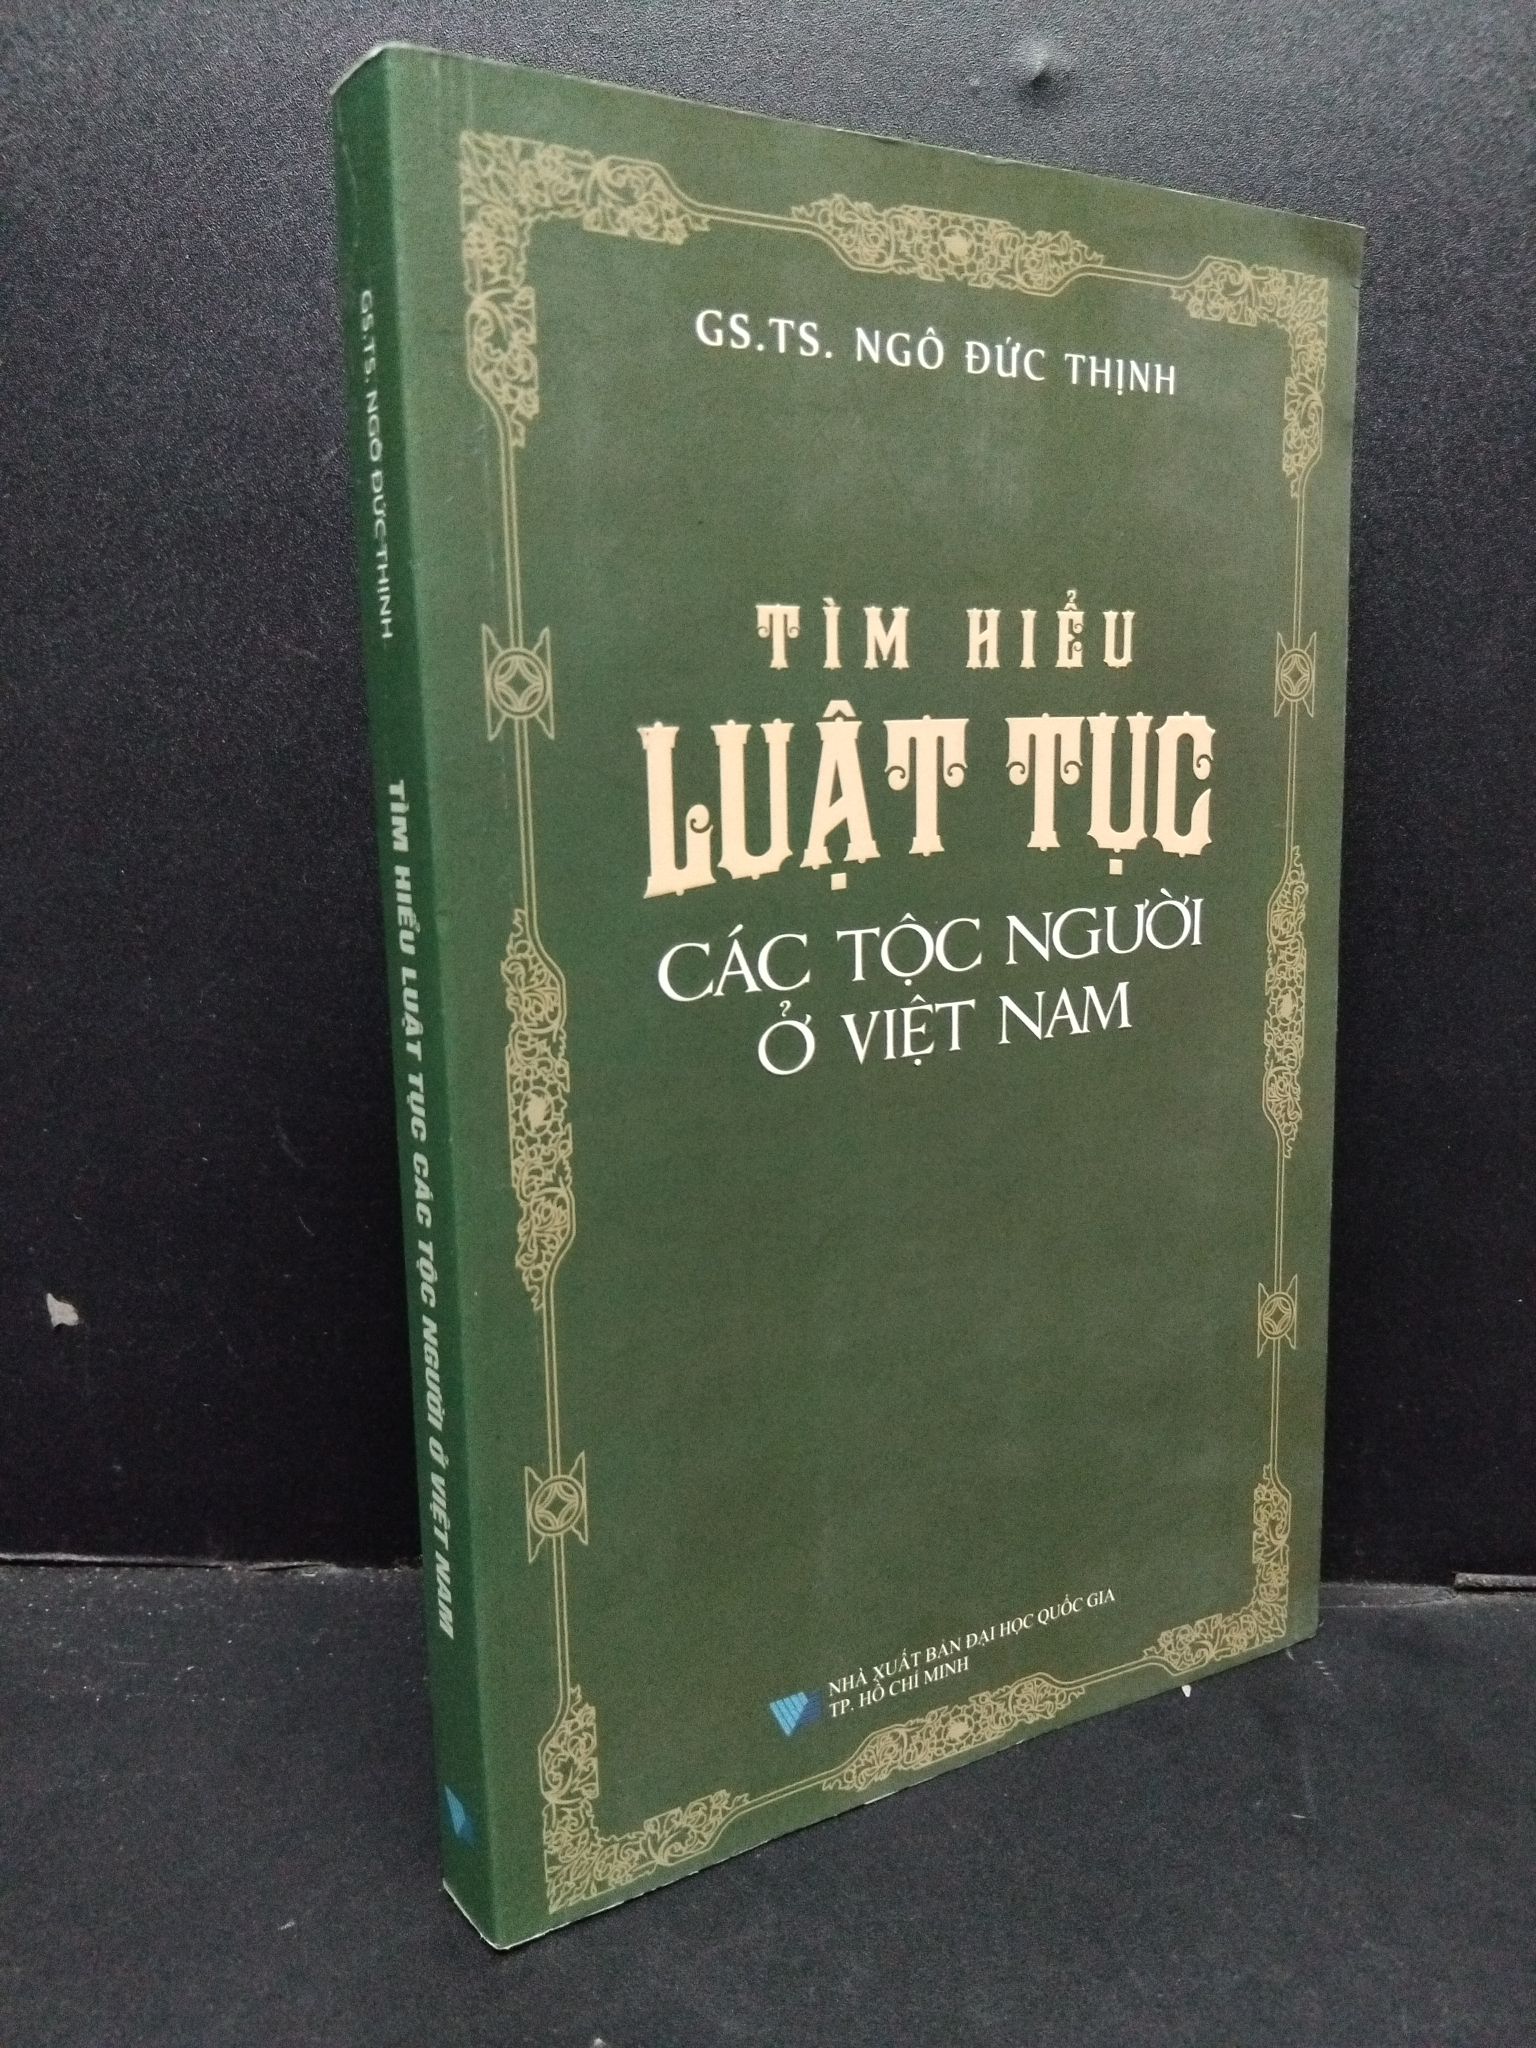 GS.TS. NGÔ ĐỨC THỊNH
TÌM HIỂU
LUẬT TỤC
CÁC TỘC NGƯỜI
Ở VIỆT NAM
NHÀ XUẤT BẢN ĐẠI HỌC QUỐC GIA
TP. HỒ CHÍ MINH
GS.TS. NGÔ ĐỨC THỊNH
TÌM HIỂU LUẬT TỤC CÁC TỘC NGƯỜI Ở VIỆT NAM